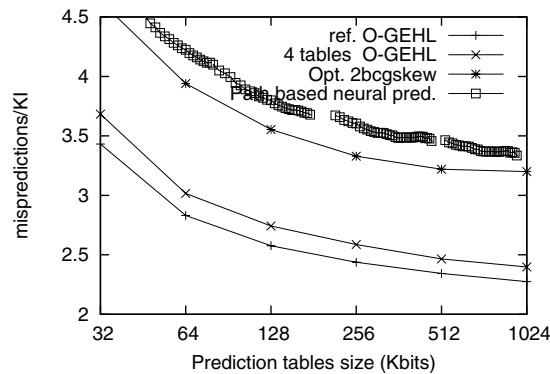 4.5
4
3.5
3
2.5
2
mispredictions/KI
ref. O-GEHL
4 tables O-GEHL
Opt. 2bcgskew
Path based neural pred.
32
64
128
256
512
1024
Prediction tables size (Kbits)